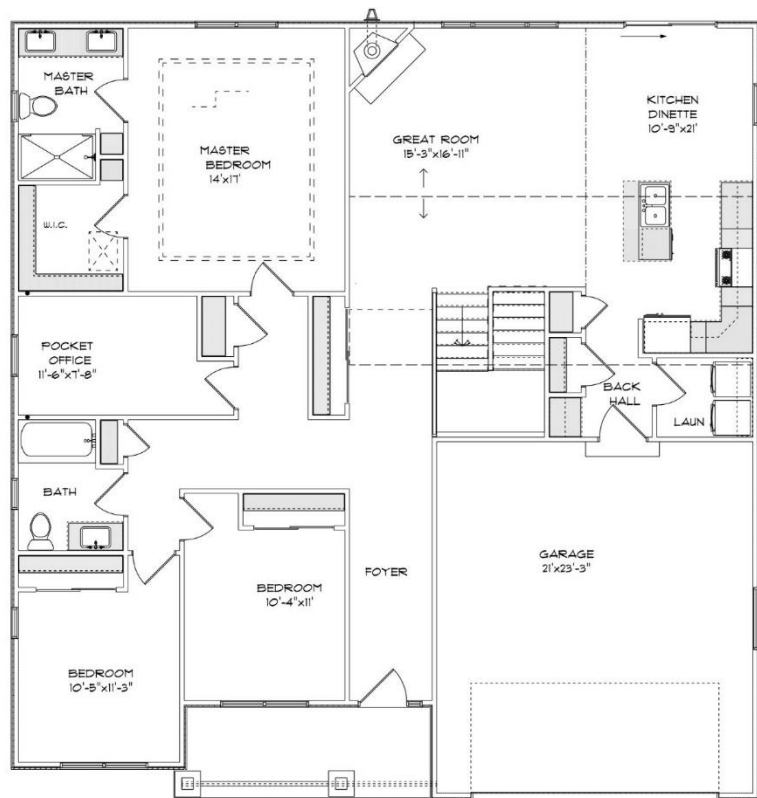 MASTER
BATH
MASTER
BEDROOM
14'x17'
GREAT ROOM
15'-3"x16'-11"
KITCHEN
DINETTE
10'-9"x21'
W.I.C.
POCKET
OFFICE
11'-6"x7'-8"
BACK
HALL
LAUN
BATH
BEDROOM
10'-4"x11'
FOYER
GARAGE
21'x23'-3"
BEDROOM
10'-5"x11'-3"